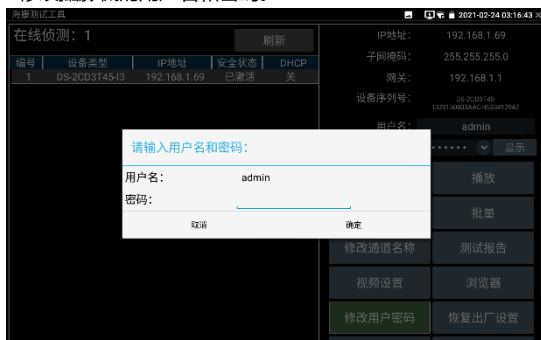 海康测试工具
2021-02-24 03:16:43
在线侦测：1
刷新
编号 设备类型 IP地址 安全状态 DHCP
1 DS-2CD3T45-I3 192.168.1.69 已激活 关
IP地址： 192.168.1.69
子网掩码： 255.255.255.0
网关： 192.168.1.1
设备序列号： DS-2CD3T45-
用户名： admin
显示
请输入用户名和密码：
用户名： admin
密码：
取消 确定
播放
批量
修改通道名称 测试报告
视频设置 浏览器
修改用户密码 恢复出厂设置